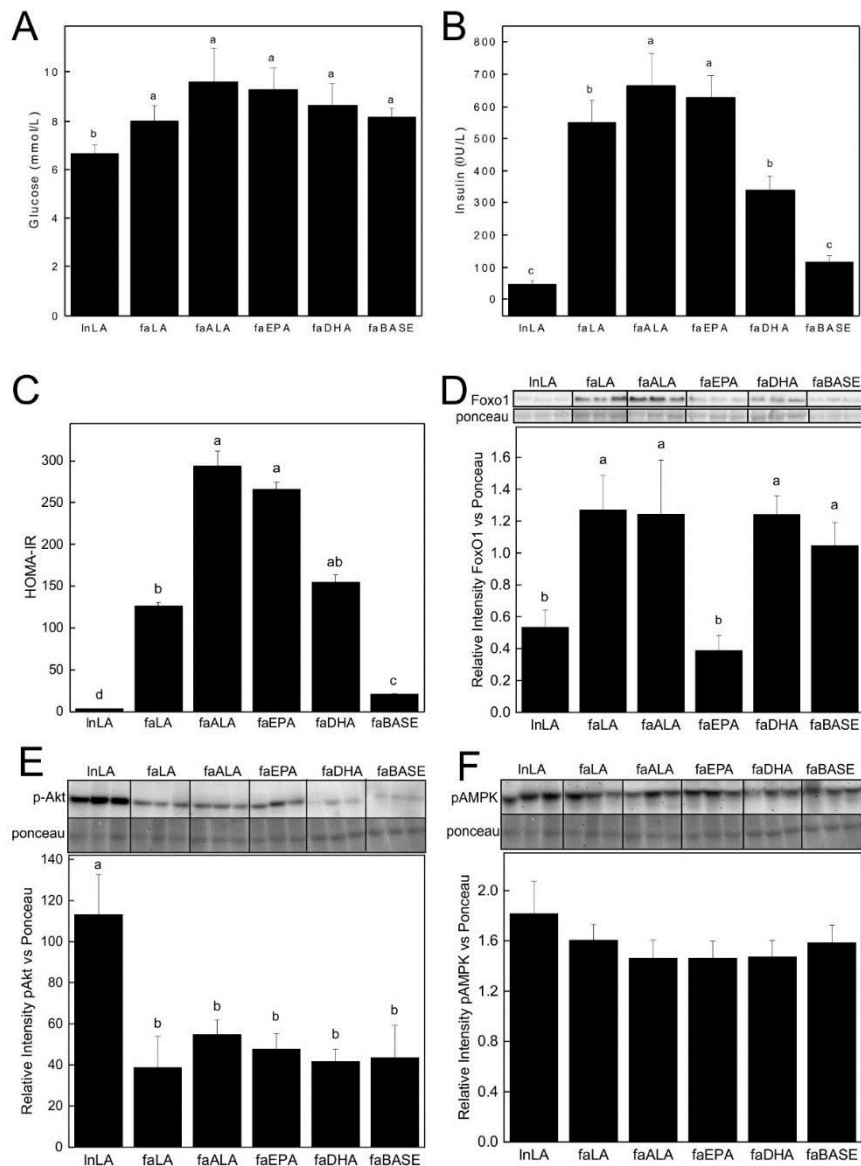 A
Glucose (mmol/L)
10
8
6
4
2
0
b
a
a
a
a
a
lnLA
faLA
faALA
faEPA
faDHA
faBASE
B
Insulin (θU/L)
800
700
600
500
400
300
200
100
0
c
b
a
a
b
c
lnLA
faLA
faALA
faEPA
faDHA
faBASE
C
HOMA-IR
300
250
200
150
100
50
0
d
b
a
a
ab
c
lnLA
faLA
faALA
faEPA
faDHA
faBASE
D
lnLA
faLA
faALA
faEPA
faDHA
faBASE
Foxo1
ponceau
Relative Intensity FoxO1 vs Ponceau
1.6
1.4
1.2
1.0
0.8
0.6
0.4
0.2
0.0
b
a
a
b
a
a
lnLA
faLA
faALA
faEPA
faDHA
faBASE
E
lnLA
faLA
faALA
faEPA
faDHA
faBASE
p-Akt
ponceau
Relative Intensity pAkt vs Ponceau
140
120
100
80
60
40
20
0
a
b
b
b
b
b
lnLA
faLA
faALA
faEPA
faDHA
faBASE
F
lnLA
faLA
faALA
faEPA
faDHA
faBASE
pAMPK
ponceau
Relative Intensity pAMPK vs Ponceau
2.0
1.6
1.2
0.8
0.4
0.0
lnLA
faLA
faALA
faEPA
faDHA
faBASE